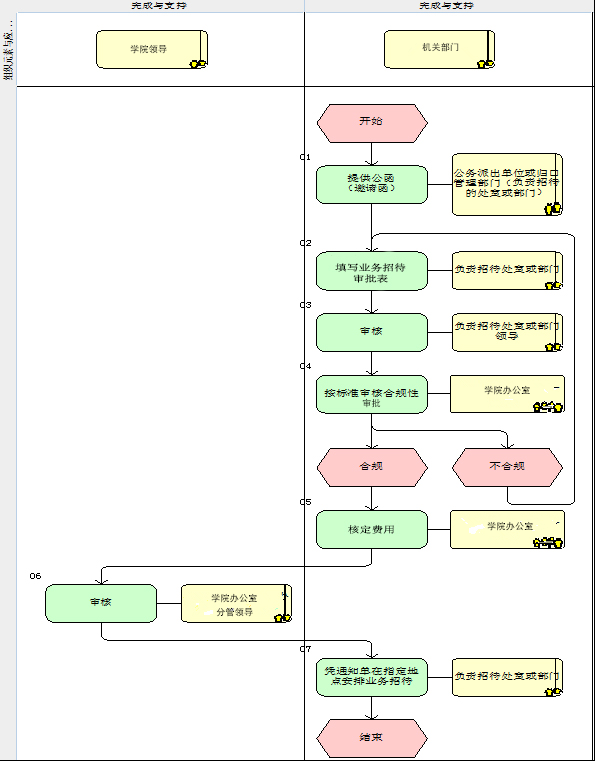 完成与支持
完成与支持
组织元素与应...
学院领导
机关部门
开始
01
提供公函
（邀请函）
公务派出单位或归口
管理部门（负责招待
的处室或部门）
02
填写业务招待
审批表
负责招待处室或部门
03
审核
负责招待处室或部门
领导
04
按标准审核合规性
审批
学院办公室
合规
不合规
05
核定费用
学院办公室
06
审核
学院办公室
分管领导
07
凭通知单在指定地
点安排业务招待
负责招待处室或部门
结束